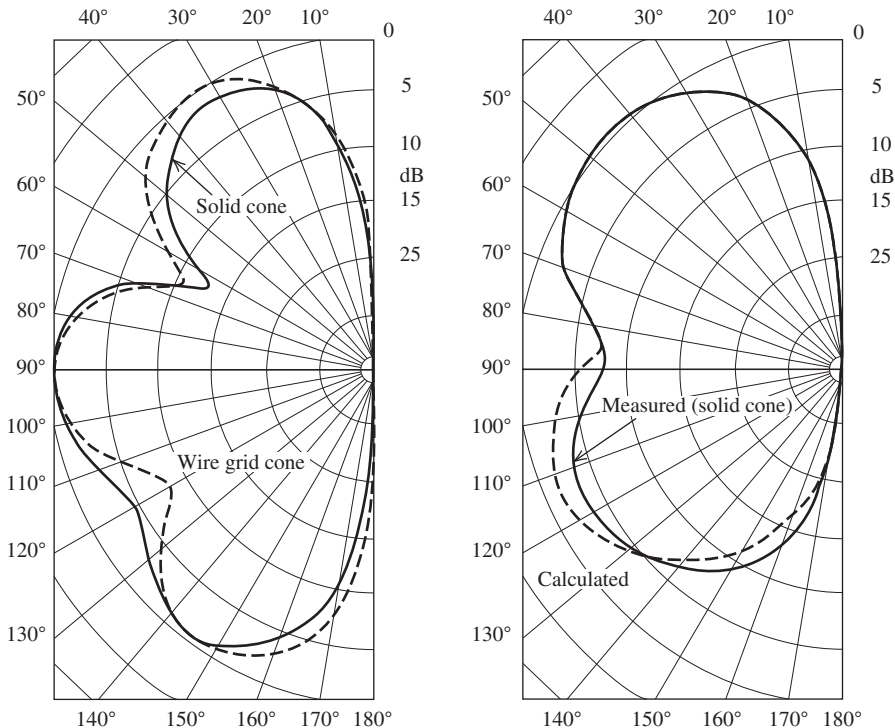 40° 30° 20° 10° 0
50°
60°
70°
80°
90°
100°
110°
120°
130°
140° 150° 160° 170° 180°
5
10
dB
15
25
Solid cone
Wire grid cone
40° 30° 20° 10° 0
50°
60°
70°
80°
90°
100°
110°
120°
130°
140° 150° 160° 170° 180°
5
10
dB
15
25
Measured (solid cone)
Calculated